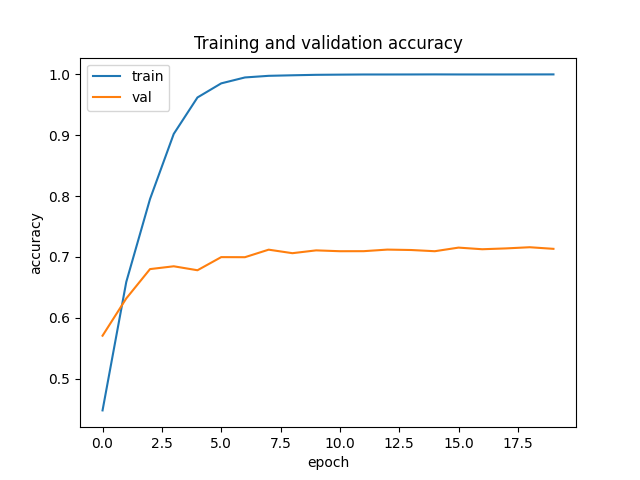 Training and validation accuracy
train
val
1.0
0.9
0.8
0.7
0.6
0.5
accuracy
0.0 2.5 5.0 7.5 10.0 12.5 15.0 17.5
epoch